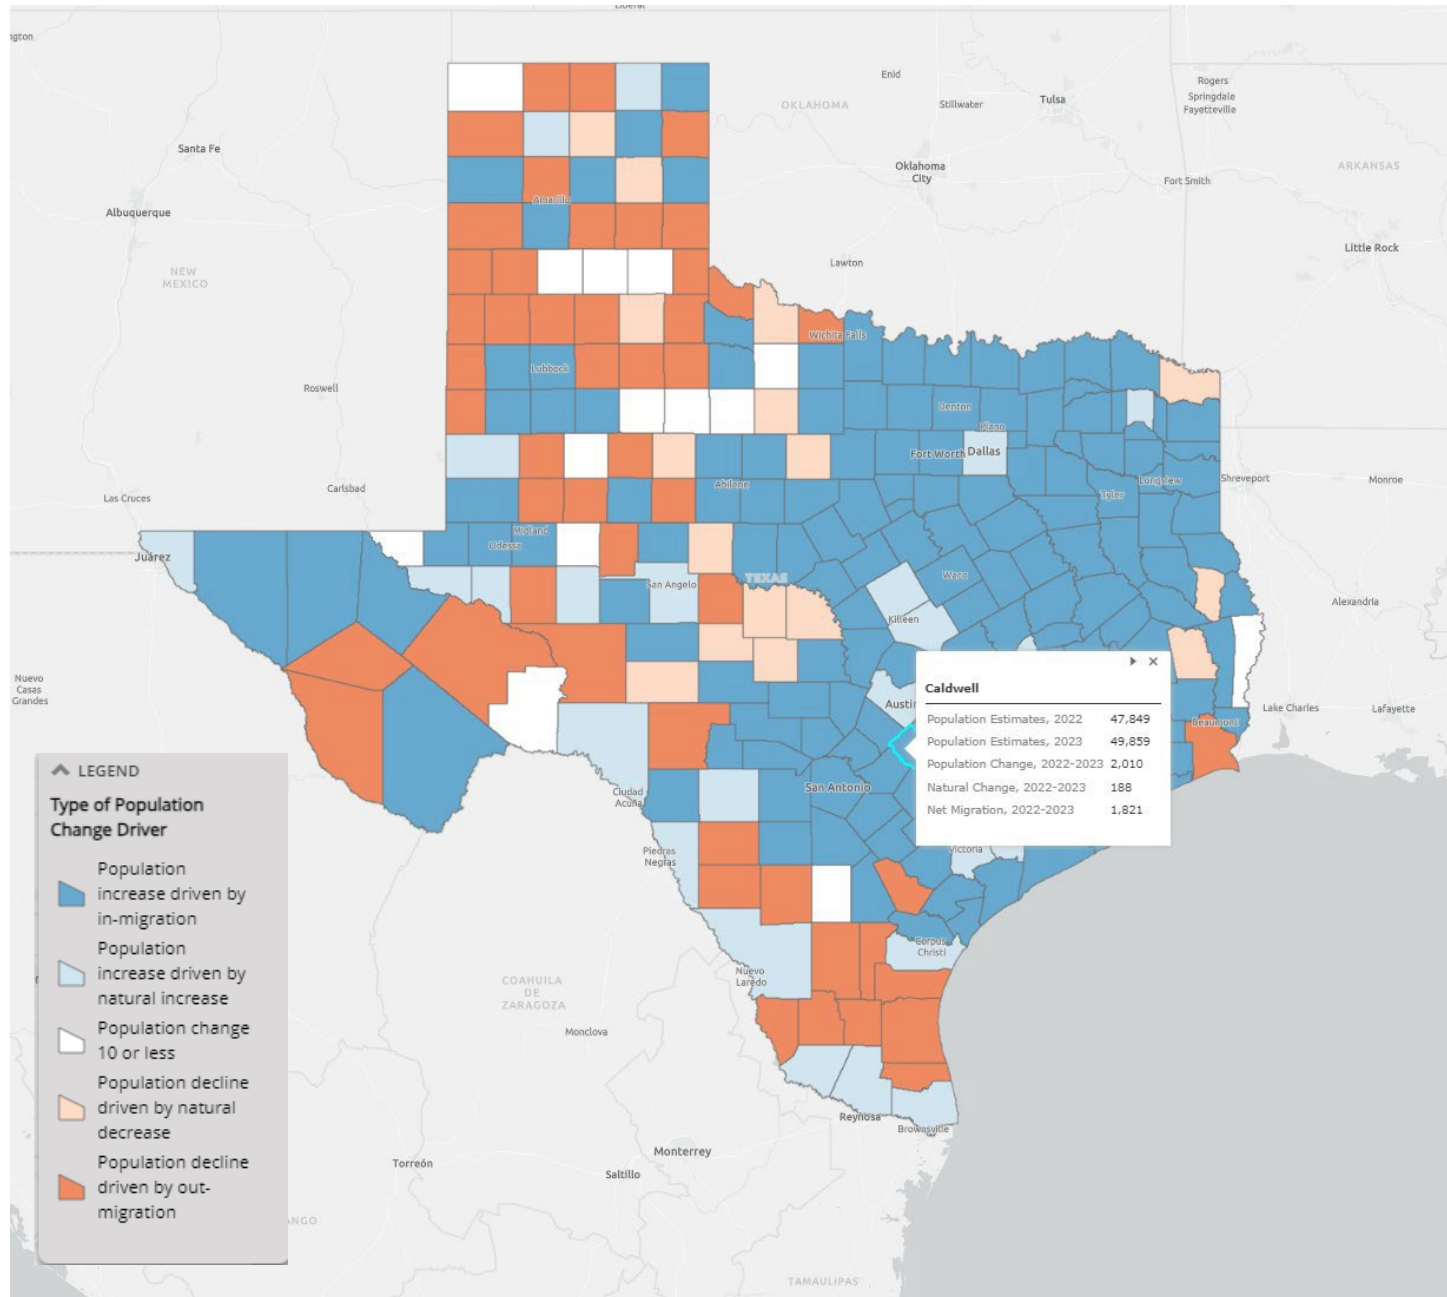 Liberal
ngton
Enid
Rogers
Springdale
Fayetteville
OKLAHOMA
Stillwater
Tulsa
Santa Fe
Oklahoma
City
ARKANSAS
Fort Smith
Amarillo
Albuquerque
Little Rock
NEW
MEXICO
Lawton
Wichita Falls
Lubbock
Roswell
Denton
Plano
Fort Worth
Dallas
Las Cruces
Carlsbad
Abilene
Tyler
Longview
Shreveport
Monroe
Midland
Odessa
Juárez
San Angelo
TEXAS
Waco
Alexandria
Killeen
Nuevo
Casas
Grandes
Austin
Beaumont
Lake Charles
Lafayette
Caldwell
Population Estimates, 2022 47,849
Population Estimates, 2023 49,859
Population Change, 2022-2023 2,010
Natural Change, 2022-2023 188
Net Migration, 2022-2023 1,821
San Antonio
Ciudad
Acuña
Piedras
Negras
Victoria
Corpus
Christi
Nuevo
Laredo
COAHUILA
DE
ZARAGOZA
Monclova
Reynosa
Brownsville
Monterrey
Torreón
Saltillo
ANGO
TAMAULIPAS
LEGEND
Type of Population
Change Driver
Population
increase driven by
in-migration
Population
increase driven by
natural increase
Population change
10 or less
Population decline
driven by natural
decrease
Population decline
driven by out-
migration